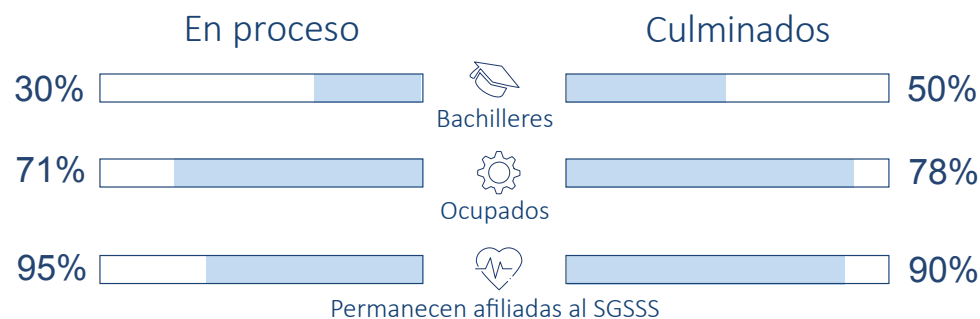 En proceso
Culminados
30%
50%
Bachilleres
71%
78%
Ocupados
95%
90%
Permanecen afiliadas al SGSSS